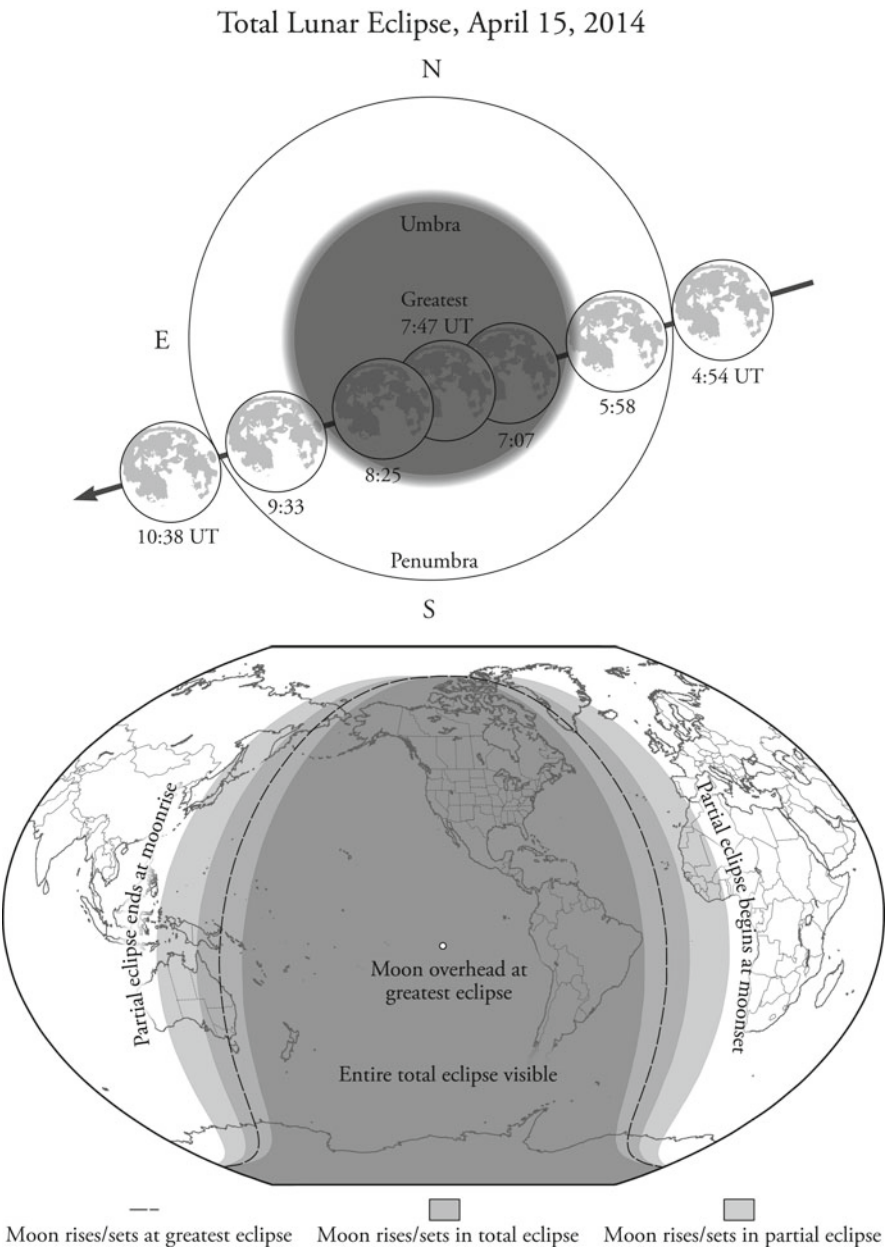 Total Lunar Eclipse, April 15, 2014
N
Umbra
Greatest
7:47 UT
E
4:54 UT
5:58
7:07
8:25
9:33
10:38 UT
Penumbra
S
Partial eclipse ends at moonrise
Partial eclipse begins at moonset
Moon overhead at
greatest eclipse
Entire total eclipse visible
Moon rises/sets at greatest eclipse
Moon rises/sets in total eclipse
Moon rises/sets in partial eclipse